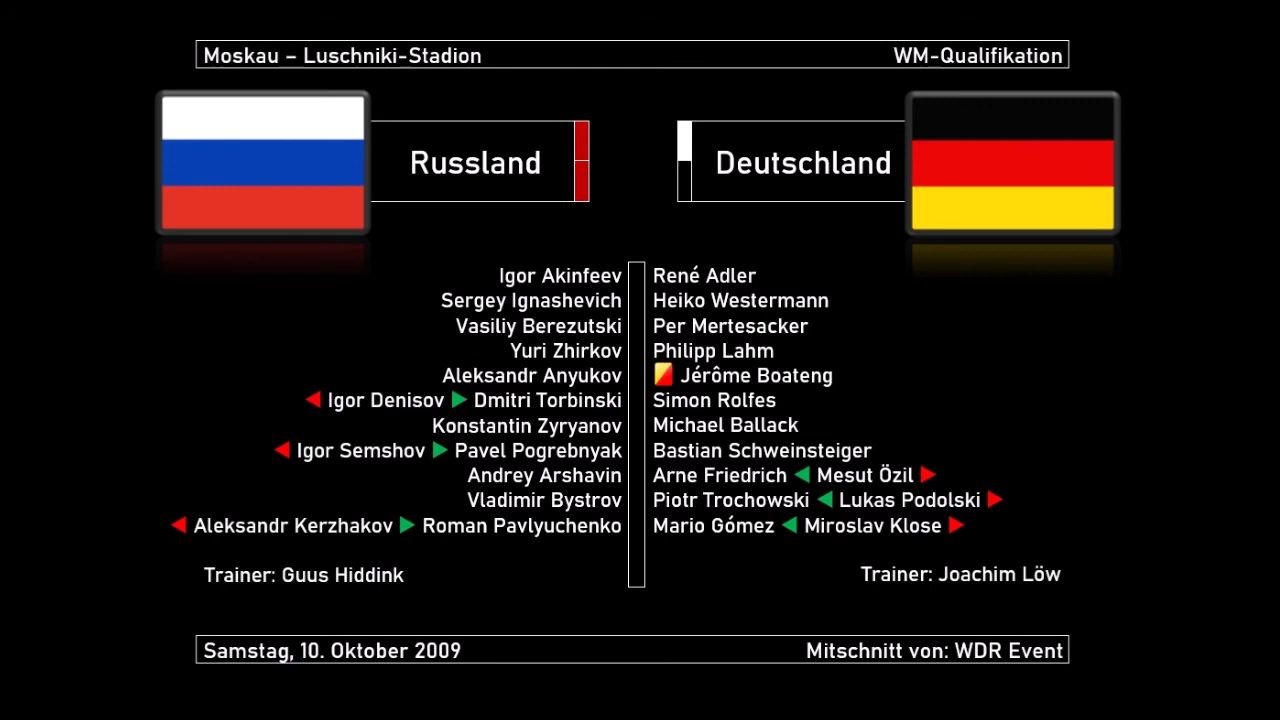 Moskau – Luschniki-Stadion WM-Qualifikation
Russland Deutschland
Igor Akinfeev René Adler
Sergey Ignashevich Heiko Westermann
Vasiliy Berezutski Per Mertesacker
Yuri Zhirkov Philipp Lahm
Aleksandr Anyukov Jérôme Boateng
Igor Denisov Dmitri Torbinski Simon Rolfes
Konstantin Zyryanov Michael Ballack
Igor Semshov Pavel Pogrebnyak Bastian Schweinsteiger
Andrey Arshavin Arne Friedrich Mesut Özil
Vladimir Bystrov Piotr Trochowski Lukas Podolski
Aleksandr Kerzhakov Roman Pavlyuchenko Mario Gómez Miroslav Klose
Trainer: Guus Hiddink Trainer: Joachim Löw
Samstag, 10. Oktober 2009 Mitschnitt von: WDR Event